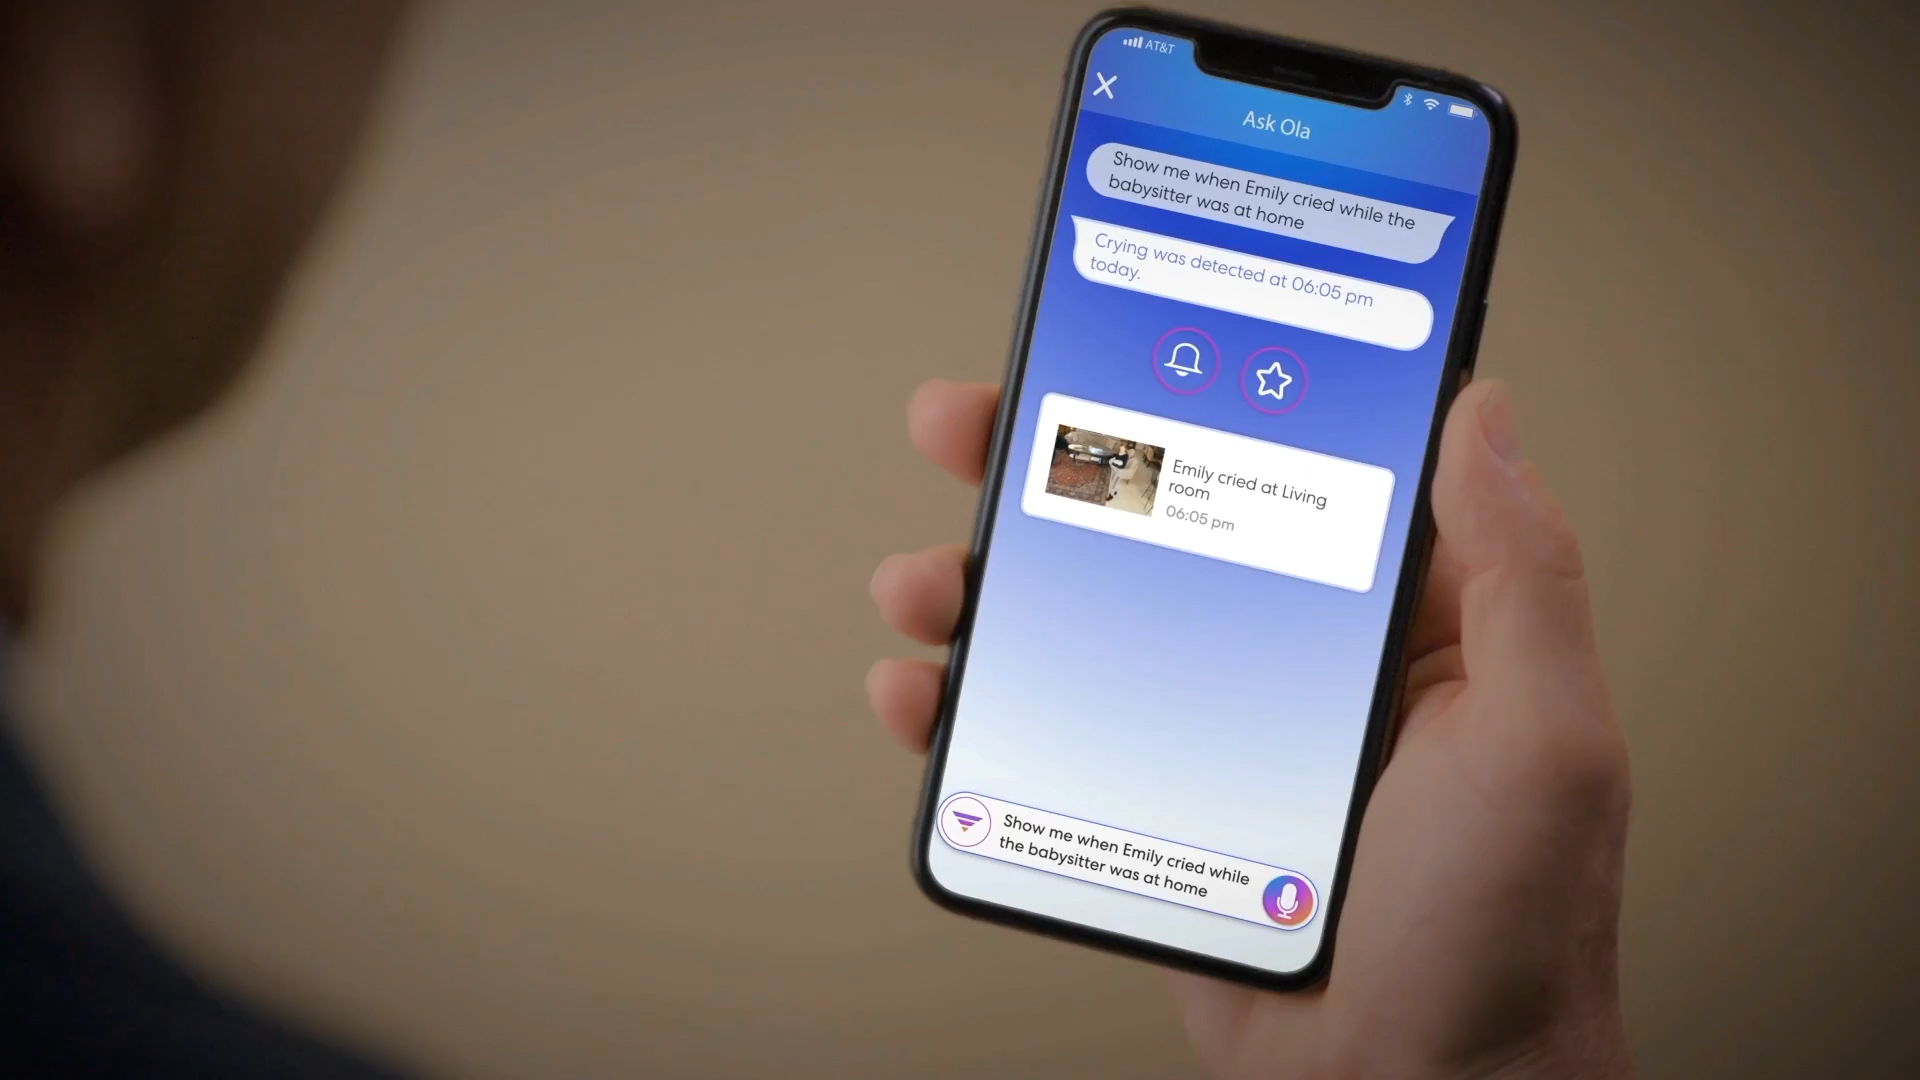 AT&T
Ask Ola
Show me when Emily cried while the
babysitter was at home
Crying was detected at 06:05 pm
today.
Emily cried at Living
room
06:05 pm
Show me when Emily cried while
the babysitter was at home